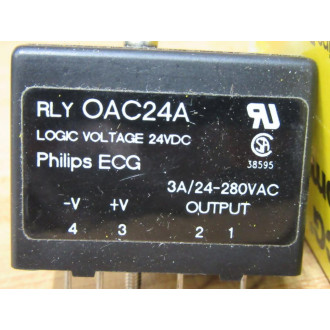 RLY OAC24A
LOGIC VOLTAGE 24VDC
Philips ECG
38595
3A/24-280VAC
-V +V OUTPUT
4 3 2 1